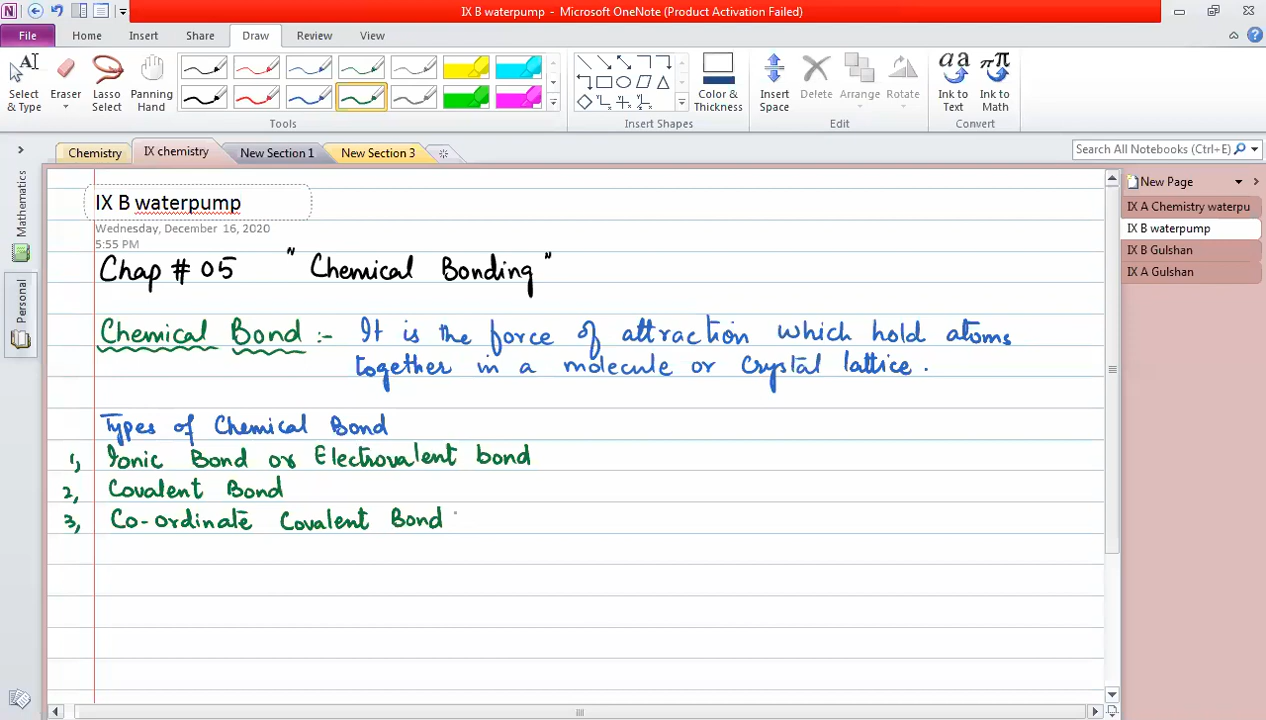 IX B waterpump - Microsoft OneNote (Product Activation Failed)
File Home Insert Share Draw Review View
Select & Type
Eraser
Lasso Select
Panning Hand
Color & Thickness
Insert Space
Delete
Arrange
Rotate
Ink to Text
Ink to Math
Tools Insert Shapes Edit Convert
Chemistry IX chemistry New Section 1 New Section 3
Search All Notebooks (Ctrl+E)
New Page
IX A Chemistry waterpu
IX B waterpump
IX B Gulshan
IX A Gulshan
Mathematics
Personal
IX B waterpump
Wednesday, December 16, 2020
5:55 PM
Chap # 05 "Chemical Bonding"
Chemical Bond :- It is the force of attraction which hold atoms
together in a molecule or crystal lattice.
Types of Chemical Bond
1, Ionic Bond or Electrovalent bond
2, Covalent Bond
3, Co-ordinate Covalent Bond